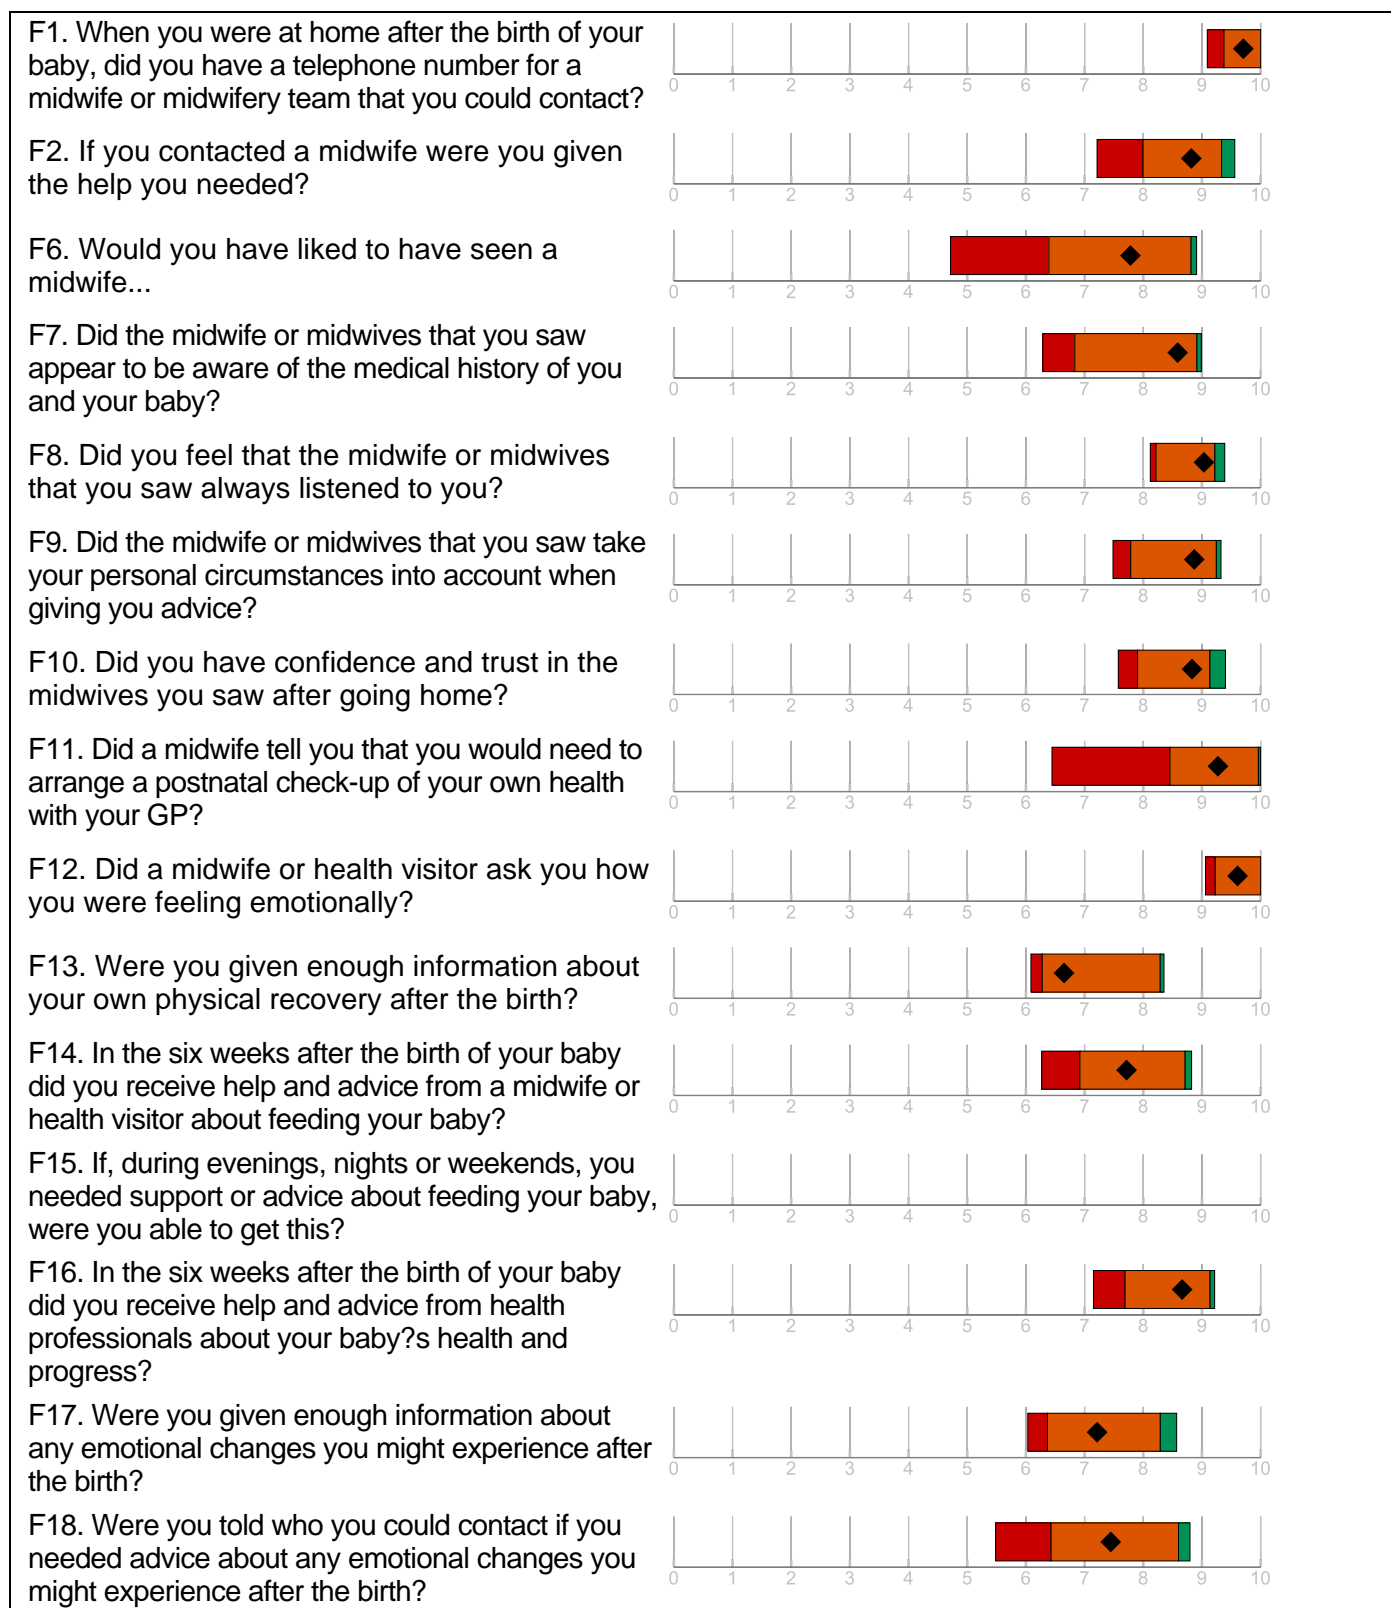 F1. When you were at home after the birth of your
baby, did you have a telephone number for a
midwife or midwifery team that you could contact?
0 1 2 3 4 5 6 7 8 9 10
F2. If you contacted a midwife were you given
the help you needed?
0 1 2 3 4 5 6 7 8 9 10
F6. Would you have liked to have seen a
midwife...
0 1 2 3 4 5 6 7 8 9 10
F7. Did the midwife or midwives that you saw
appear to be aware of the medical history of you
and your baby?
0 1 2 3 4 5 6 7 8 9 10
F8. Did you feel that the midwife or midwives
that you saw always listened to you?
0 1 2 3 4 5 6 7 8 9 10
F9. Did the midwife or midwives that you saw take
your personal circumstances into account when
giving you advice?
0 1 2 3 4 5 6 7 8 9 10
F10. Did you have confidence and trust in the
midwives you saw after going home?
0 1 2 3 4 5 6 7 8 9 10
F11. Did a midwife tell you that you would need to
arrange a postnatal check-up of your own health
with your GP?
0 1 2 3 4 5 6 7 8 9 10
F12. Did a midwife or health visitor ask you how
you were feeling emotionally?
0 1 2 3 4 5 6 7 8 9 10
F13. Were you given enough information about
your own physical recovery after the birth?
0 1 2 3 4 5 6 7 8 9 10
F14. In the six weeks after the birth of your baby
did you receive help and advice from a midwife or
health visitor about feeding your baby?
0 1 2 3 4 5 6 7 8 9 10
F15. If, during evenings, nights or weekends, you
needed support or advice about feeding your baby,
were you able to get this?
0 1 2 3 4 5 6 7 8 9 10
F16. In the six weeks after the birth of your baby
did you receive help and advice from health
professionals about your baby?s health and
progress?
0 1 2 3 4 5 6 7 8 9 10
F17. Were you given enough information about
any emotional changes you might experience after
the birth?
0 1 2 3 4 5 6 7 8 9 10
F18. Were you told who you could contact if you
needed advice about any emotional changes you
might experience after the birth?
0 1 2 3 4 5 6 7 8 9 10